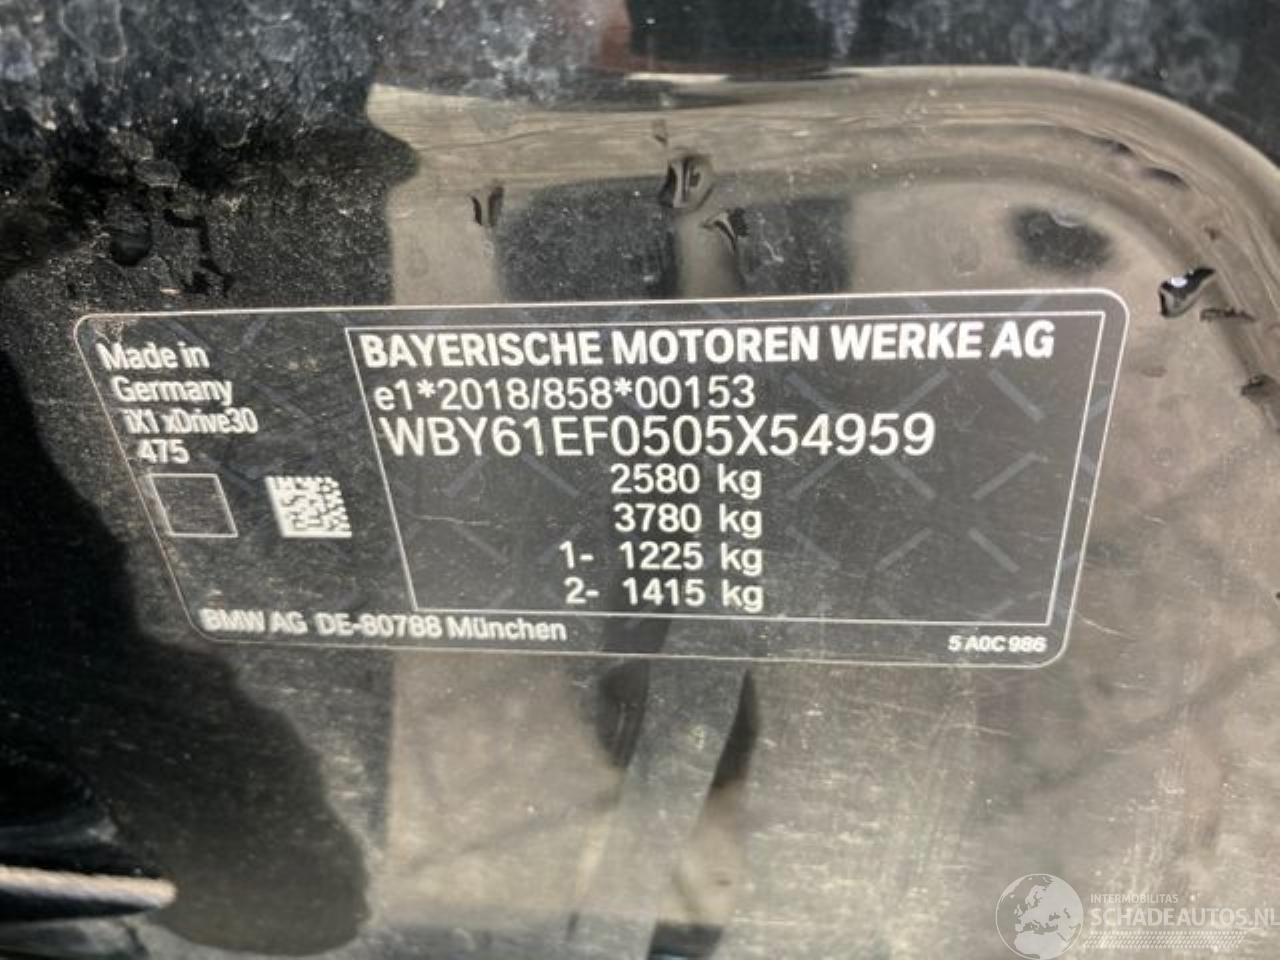 Made in
Germany
iX1 xDrive30
475
BAYERISCHE MOTOREN WERKE AG
e1*2018/858*00153
WBY61EF0505X54959
2580 kg
3780 kg
1- 1225 kg
2- 1415 kg
BMW AG DE-80788 München
5 A0C 986
INTERMOBILITAS
SCHADEAUTOS.NL